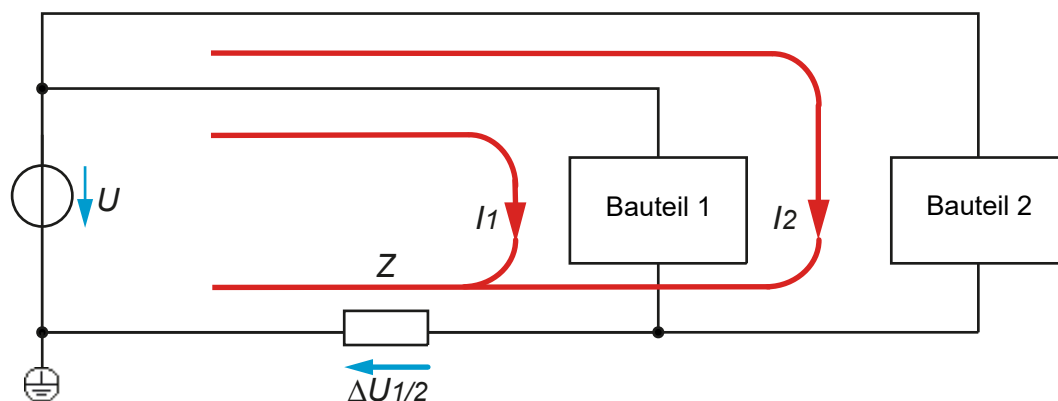 U
I1
Bauteil 1
I2
Bauteil 2
Z
ΔU1/2